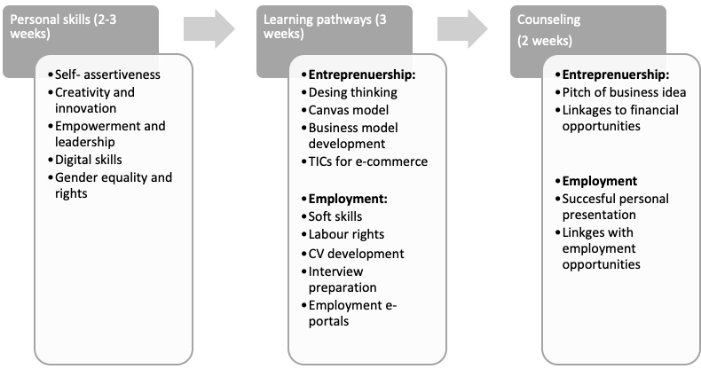 Personal skills (2-3
weeks)
• Self- assertiveness
• Creativity and
innovation
• Empowerment and
leadership
• Digital skills
• Gender equality and
rights
Learning pathways (3
weeks)
• Entreprenuership:
• Desing thinking
• Canvas model
• Business model
development
• TICs for e-commerce
• Employment:
• Soft skills
• Labour rights
• CV development
• Interview
preparation
• Employment e-
portals
Counseling
(2 weeks)
• Entreprenuership:
• Pitch of business idea
• Linkages to financial
opportunities
• Employment
• Succesful personal
presentation
• Linkges with
employment
opportunities